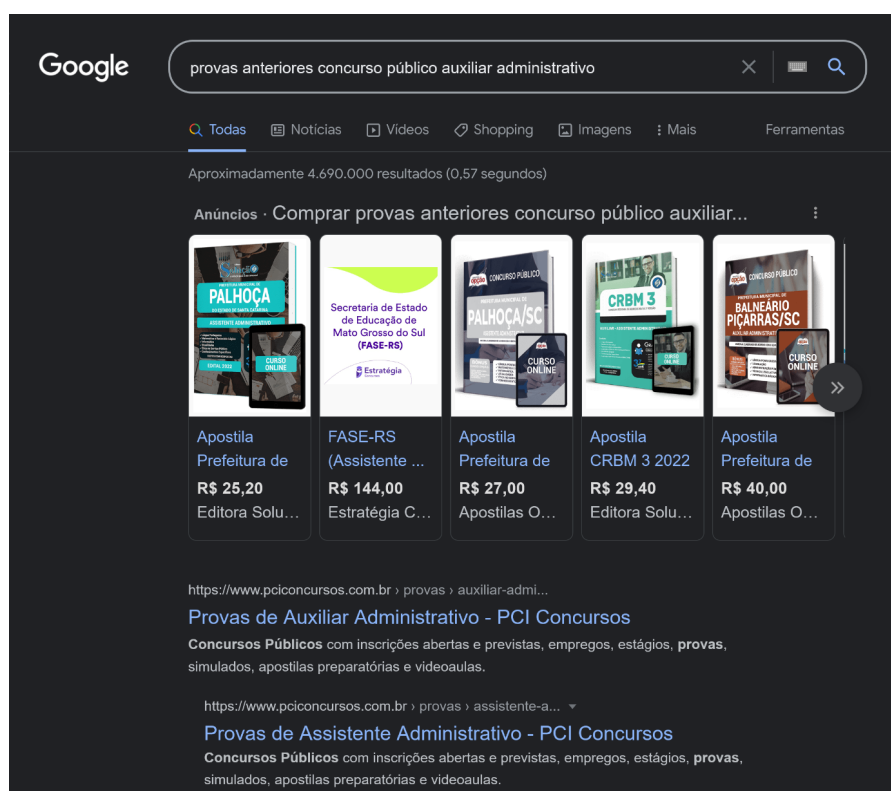 Google
provas anteriores concurso público auxiliar administrativo
Todas
Notícias
Vídeos
Shopping
Imagens
Mais
Ferramentas
Aproximadamente 4.690.000 resultados (0,57 segundos)
Anúncios · Comprar provas anteriores concurso público auxiliar...
PALHOÇA
ASSISTENTE ADMINISTRATIVO
CURSO
ONLINE
Secretaria de Estado
de Educação de
Mato Grosso do Sul
(FASE-RS)
Estratégia
opção
CONCURSO PÚBLICO
PALHOÇA/SC
CURSO
ONLINE
CRBM 3
opção
CONCURSO PÚBLICO
PREFEITURA MUNICIPAL DE
BALNEÁRIO
PIÇARRAS/SC
CURSO
ONLINE
Apostila
Prefeitura de
R$ 25,20
Editora Solu...
FASE-RS
(Assistente ...
R$ 144,00
Estratégia C...
Apostila
Prefeitura de
R$ 27,00
Apostilas O...
Apostila
CRBM 3 2022
R$ 29,40
Editora Solu...
Apostila
Prefeitura de
R$ 40,00
Apostilas O...
https://www.pciconcursos.com.br › provas › auxiliar-admi...
Provas de Auxiliar Administrativo - PCI Concursos
Concursos Públicos com inscrições abertas e previstas, empregos, estágios, provas,
simulados, apostilas preparatórias e videoaulas.
https://www.pciconcursos.com.br › provas › assistente-a...
Provas de Assistente Administrativo - PCI Concursos
Concursos Públicos com inscrições abertas e previstas, empregos, estágios, provas,
simulados, apostilas preparatórias e videoaulas.